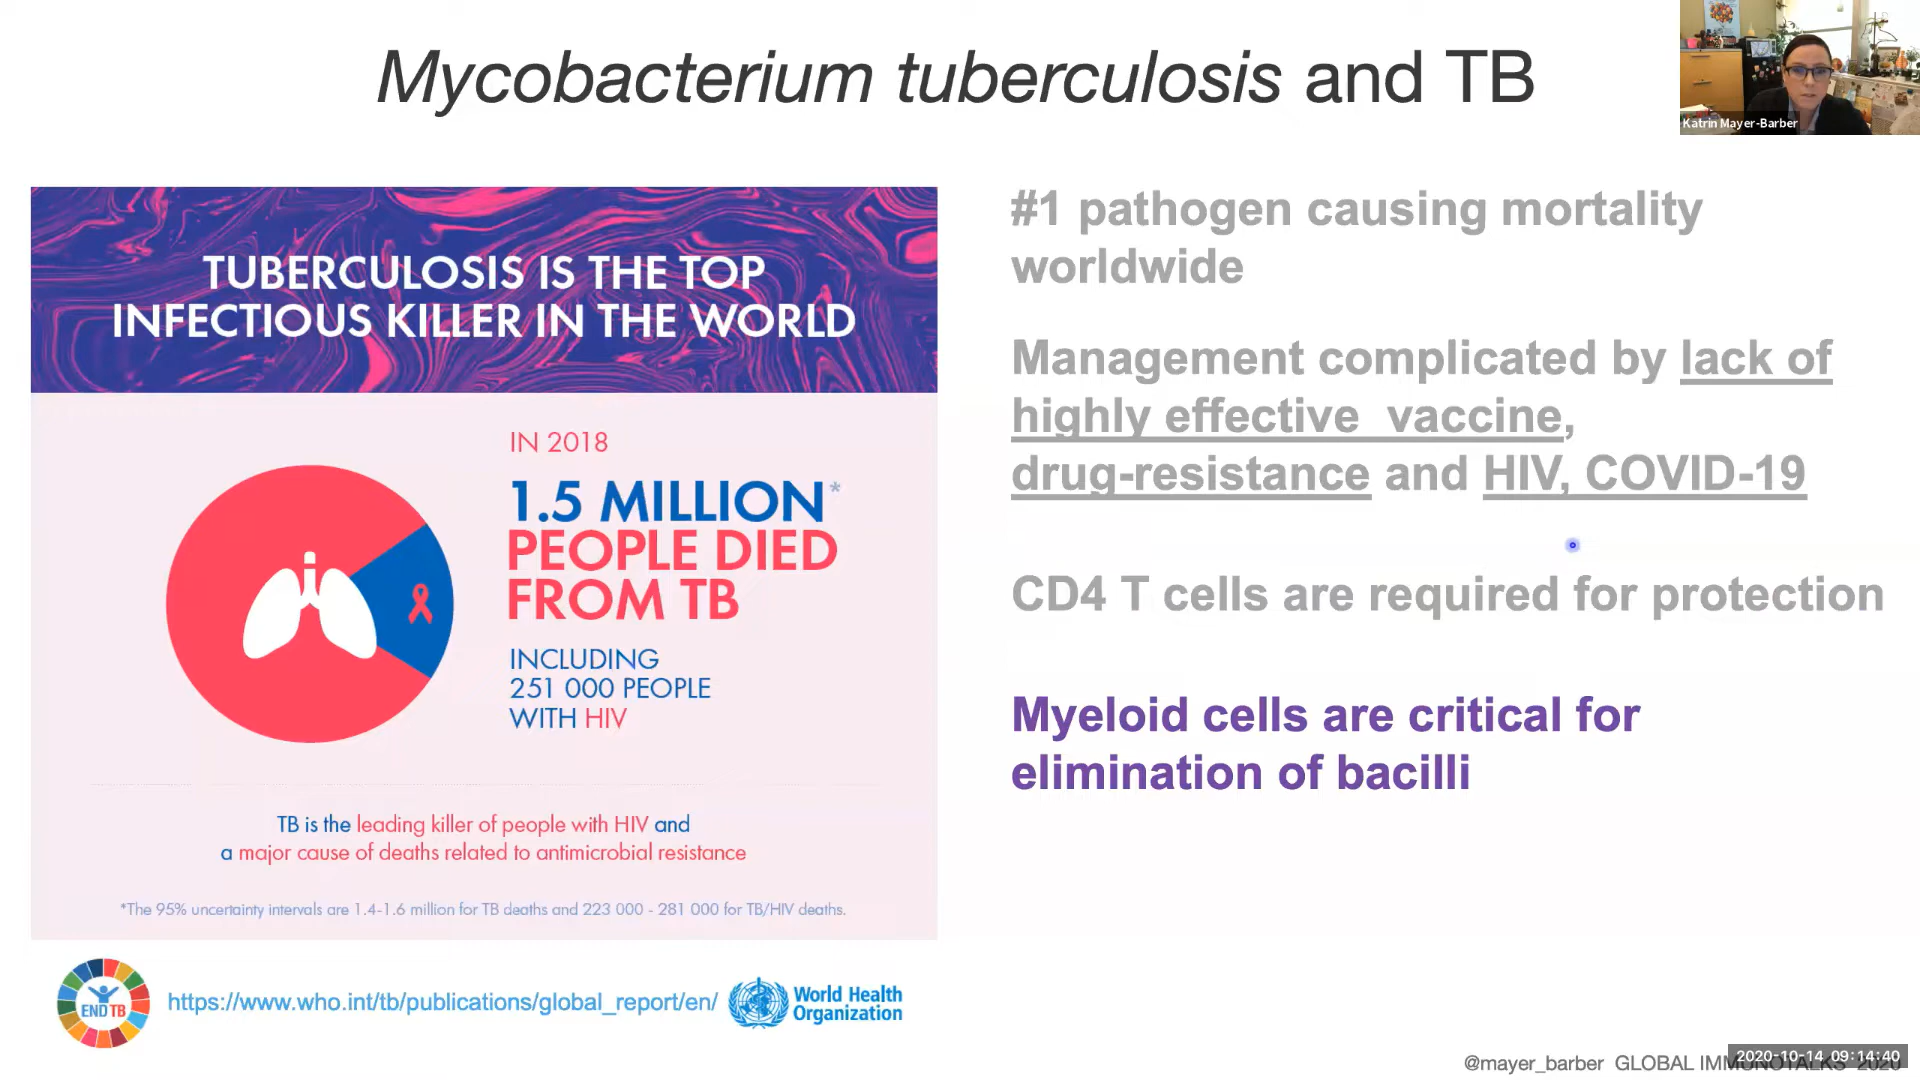 Mycobacterium tuberculosis and TB
Katrin Mayer-Barber
TUBERCULOSIS IS THE TOP
INFECTIOUS KILLER IN THE WORLD
IN 2018
1.5 MILLION*
PEOPLE DIED
FROM TB
INCLUDING
251 000 PEOPLE
WITH HIV
TB is the leading killer of people with HIV and
a major cause of deaths related to antimicrobial resistance
*The 95% uncertainty intervals are 1.4-1.6 million for TB deaths and 223 000 - 281 000 for TB/HIV deaths.
END TB
https://www.who.int/tb/publications/global_report/en/
World Health
Organization
#1 pathogen causing mortality
worldwide
Management complicated by lack of
highly effective vaccine,
drug-resistance and HIV, COVID-19
CD4 T cells are required for protection
Myeloid cells are critical for
elimination of bacilli
@mayer_barber GLOBAL IMMUNOTALKS 2020
2020-10-14 09:14:40